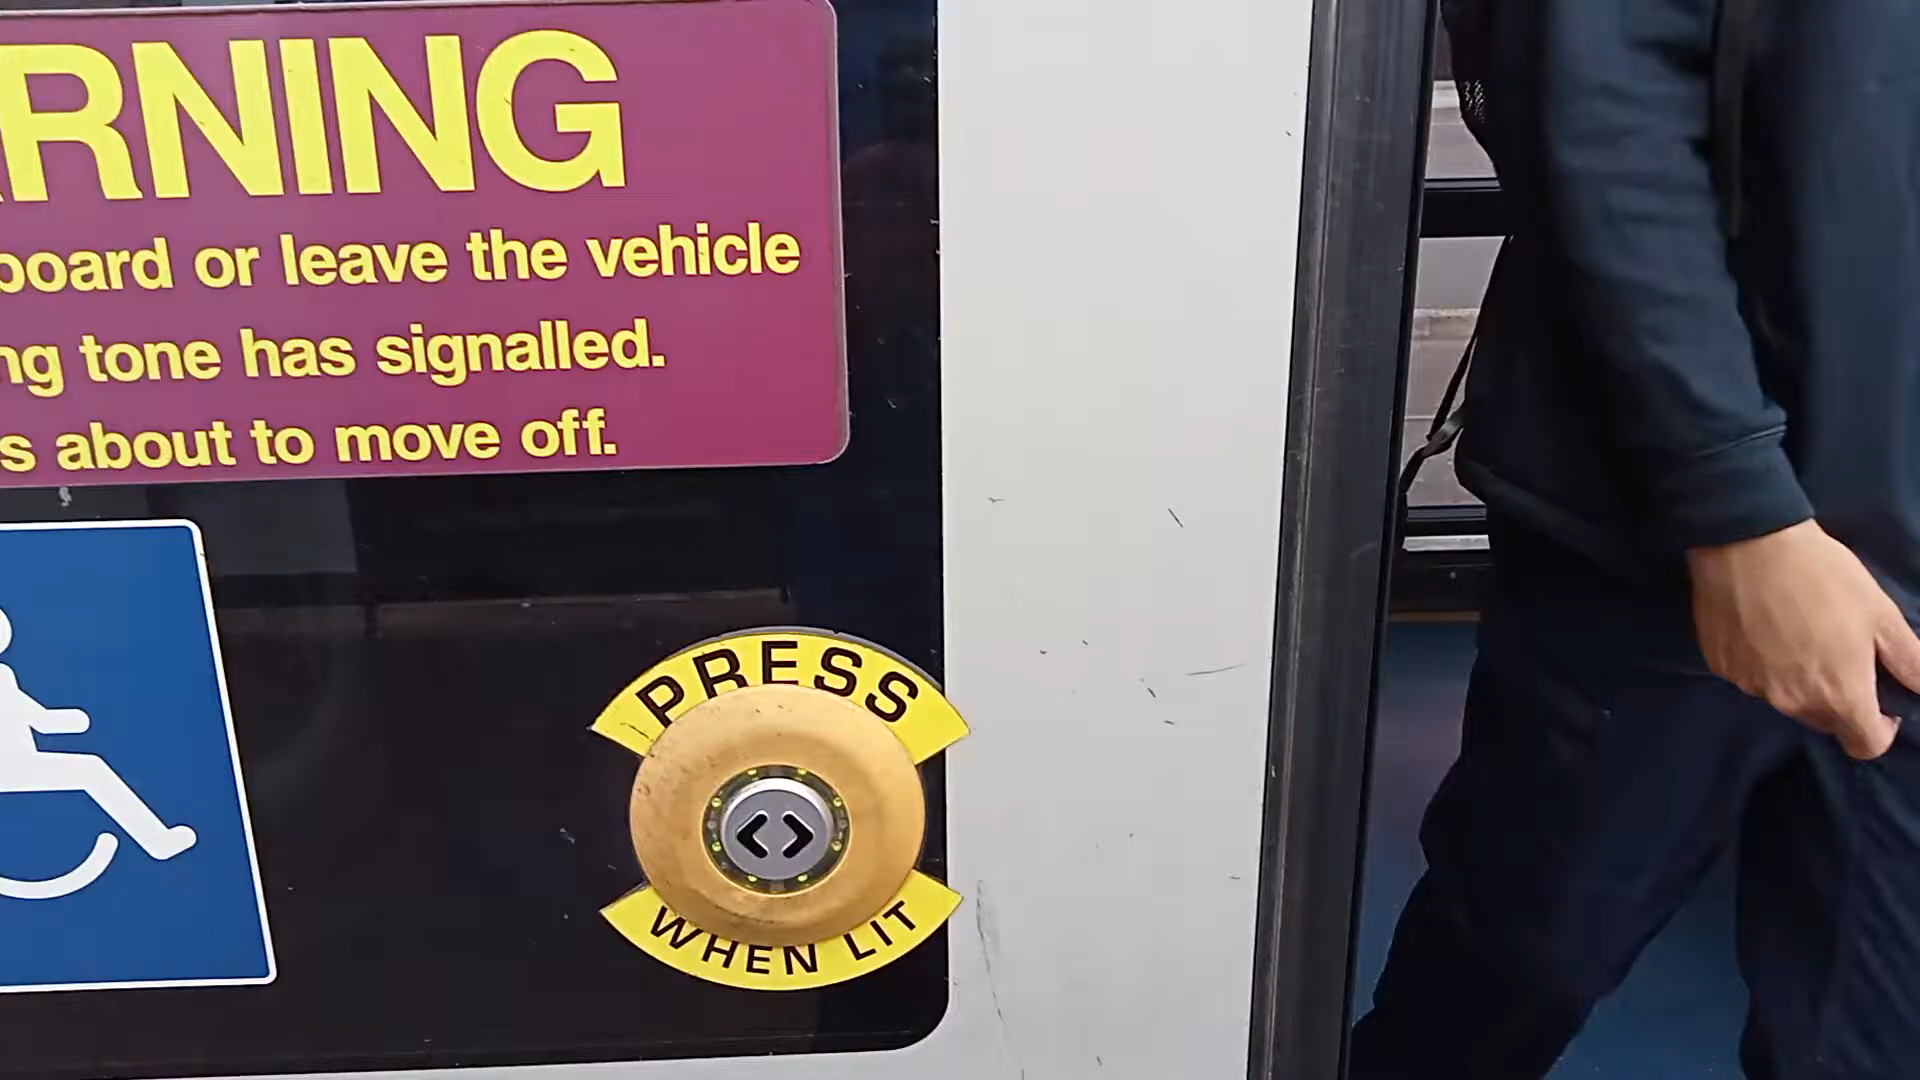 RNING
board or leave the vehicle
ng tone has signalled.
s about to move off.
PRESS
WHEN LIT